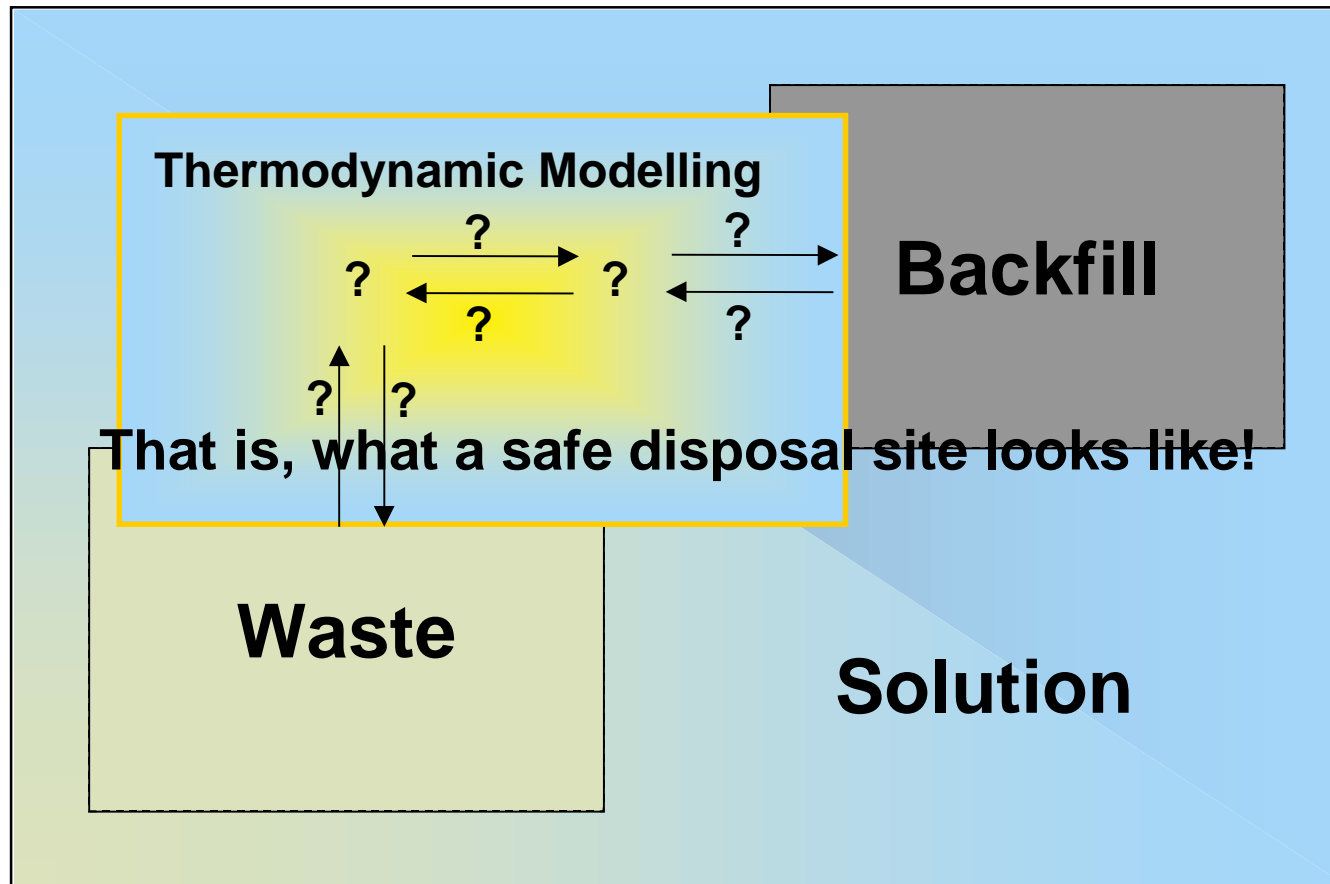 Thermodynamic Modelling
? ?
? ? Backfill
? ?
? ?
That is, what a safe disposal site looks like!
Waste
Solution